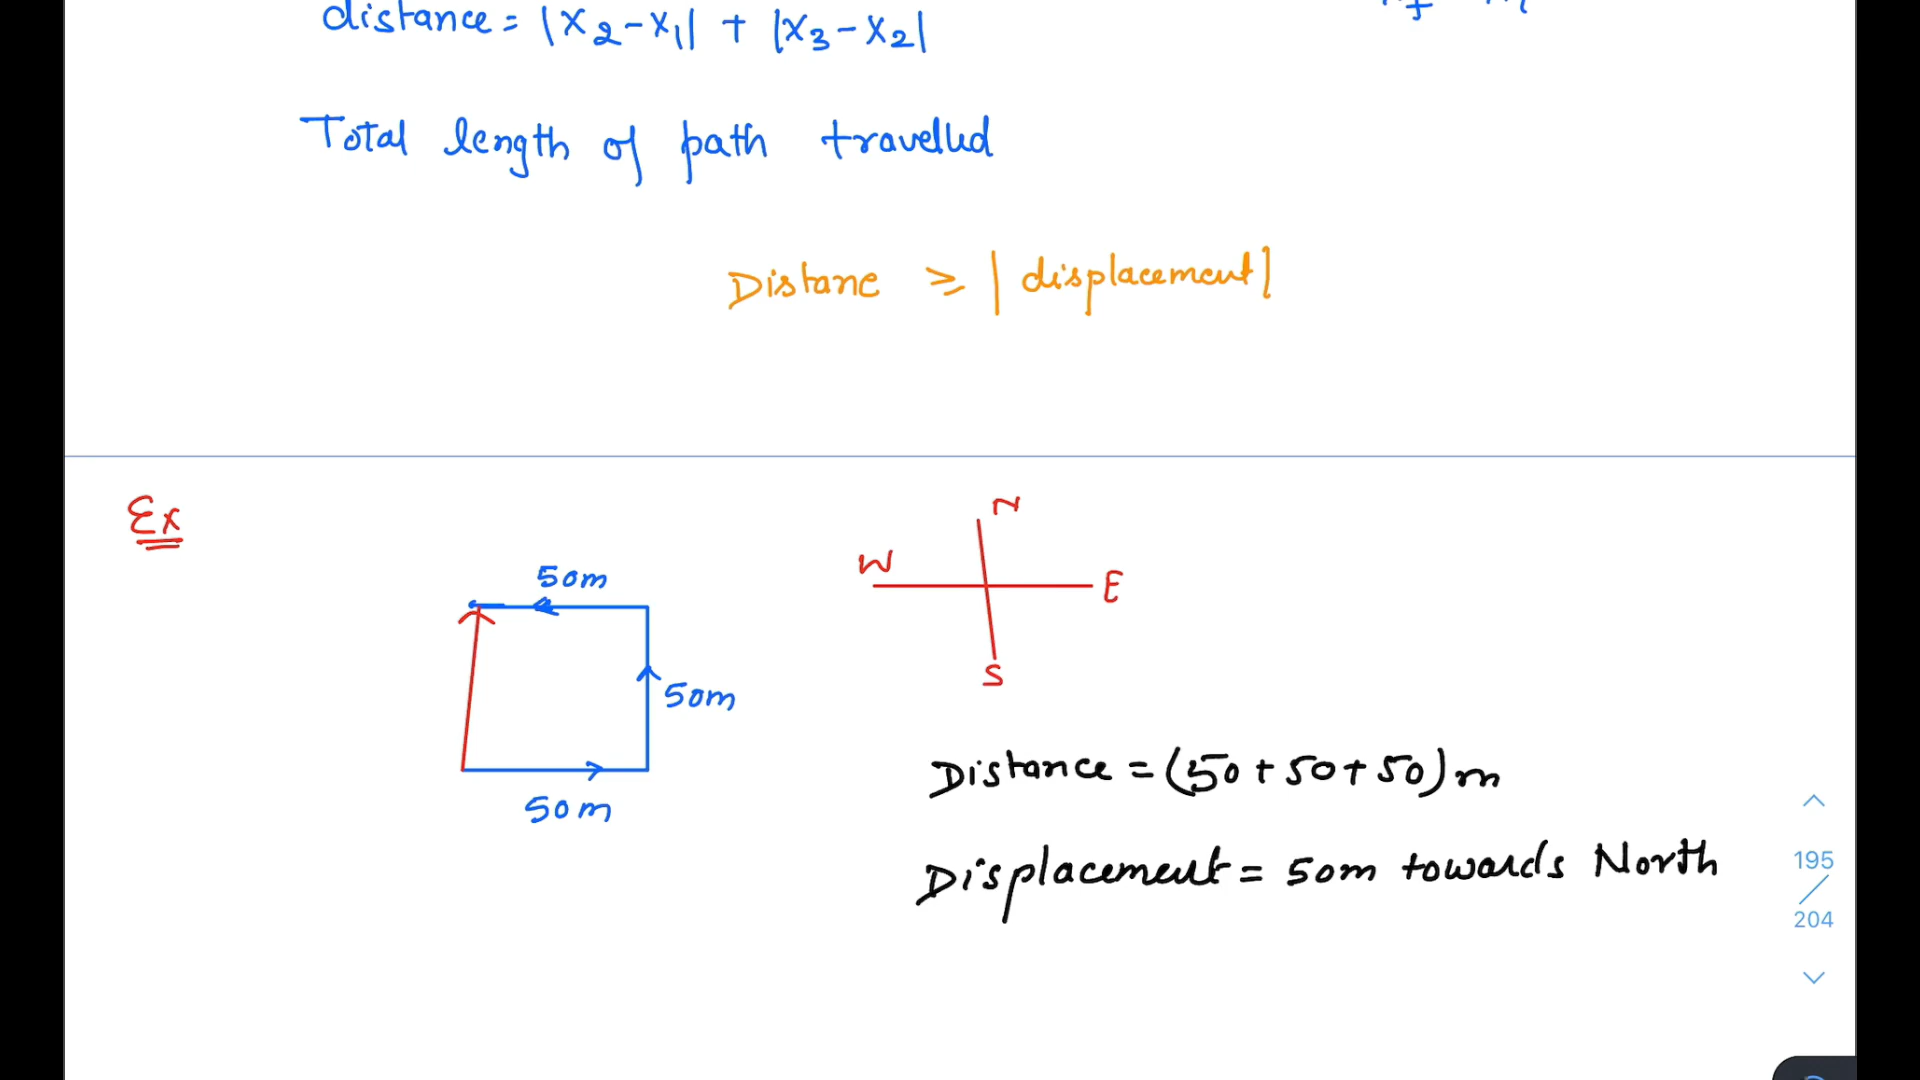 distance = |x₂-x₁| + |x₃-x₂|
Total length of path travelled
Distane ≥ |displacement|
Ex
N
W
E
S
50m
50m
50m
Distance = (50+50+50)m
Displacement = 50m towards North
195
204